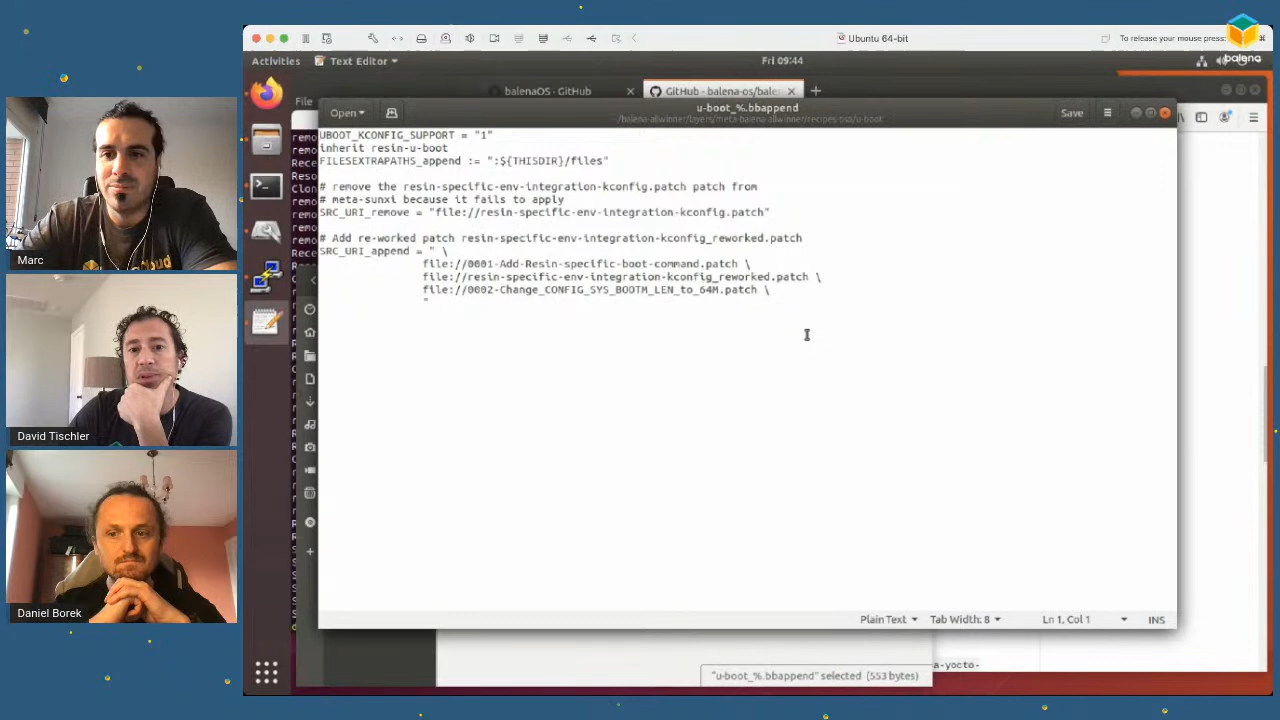 Ubuntu 64-bit
To release your mouse press:
balena
Activities
Text Editor
Fri 09:44
File
balenaOS · GitHub
GitHub - balena-os/bale
Open
u-boot_%.bbappend
Save
UBOOT_KCONFIG_SUPPORT = "1"
inherit resin-u-boot
FILESEXTRAPATHS_append := ":${THISDIR}/files"
# remove the resin-specific-env-integration-kconfig.patch patch from
# meta-sunxi because it fails to apply
SRC_URI_remove = "file://resin-specific-env-integration-kconfig.patch"
# Add re-worked patch resin-specific-env-integration-kconfig_reworked.patch
SRC_URI_append = " \
file://0001-Add-Resin-specific-boot-command.patch \
file://resin-specific-env-integration-kconfig_reworked.patch \
file://0002-Change_CONFIG_SYS_BOOTM_LEN_to_64M.patch \
"
Plain Text
Tab Width: 8
Ln 1, Col 1
INS
a-yocto-
"u-boot_%.bbappend" selected (553 bytes)
Marc
David Tischler
Daniel Borek